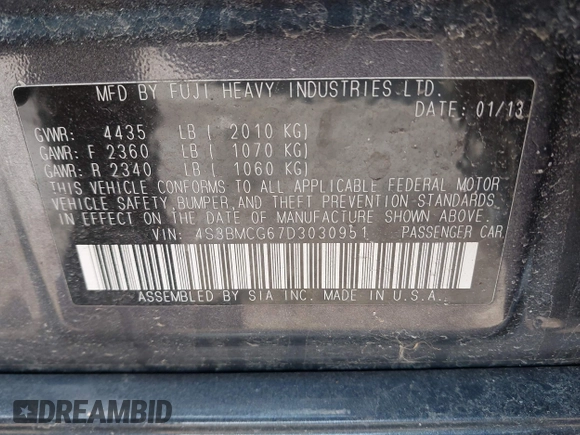 MFD BY FUJI HEAVY INDUSTRIES.LTD.
DATE: 01/13
GVWR: 4435 LB ( 2010 KG)
GAWR: F 2360 LB ( 1070 KG)
GAWR: R 2340 LB ( 1060 KG)
THIS VEHICLE CONFORMS TO ALL APPLICABLE FEDERAL MOTOR
VEHICLE SAFETY,BUMPER,AND THEFT PREVENTION STANDARDS
IN EFFECT ON THE DATE OF MANUFACTURE SHOWN ABOVE.
VIN: 4S3BMCG67D3030951 PASSENGER CAR
ASSEMBLED BY SIA INC. MADE IN U.S.A.
DREAMBID